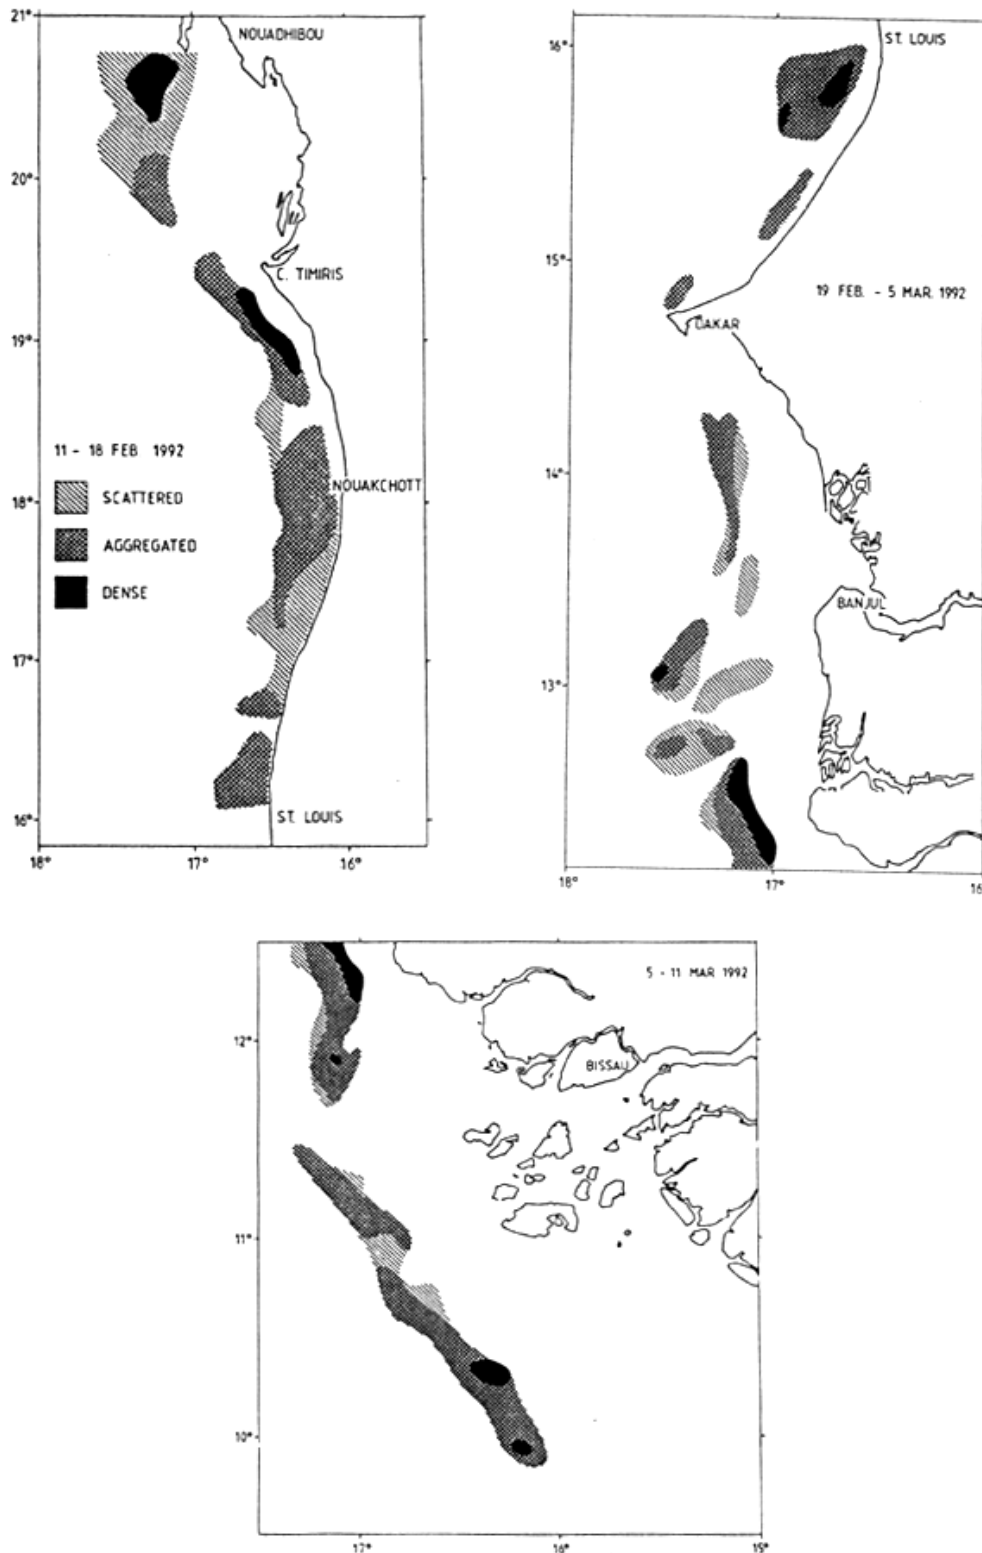 21°
NOUADHIBOU
20°
C. TIMIRIS
19°
11 - 18 FEB 1992
SCATTERED
NOUAKCHOTT
18°
AGGREGATED
DENSE
17°
ST. LOUIS
16°
18°
17°
16°
16°
ST. LOUIS
15°
19 FEB. - 5 MAR. 1992
DAKAR
14°
BANJUL
13°
18°
17°
16
5 - 11 MAR 1992
12°
BISSAU
11°
10°
17°
16°
15°